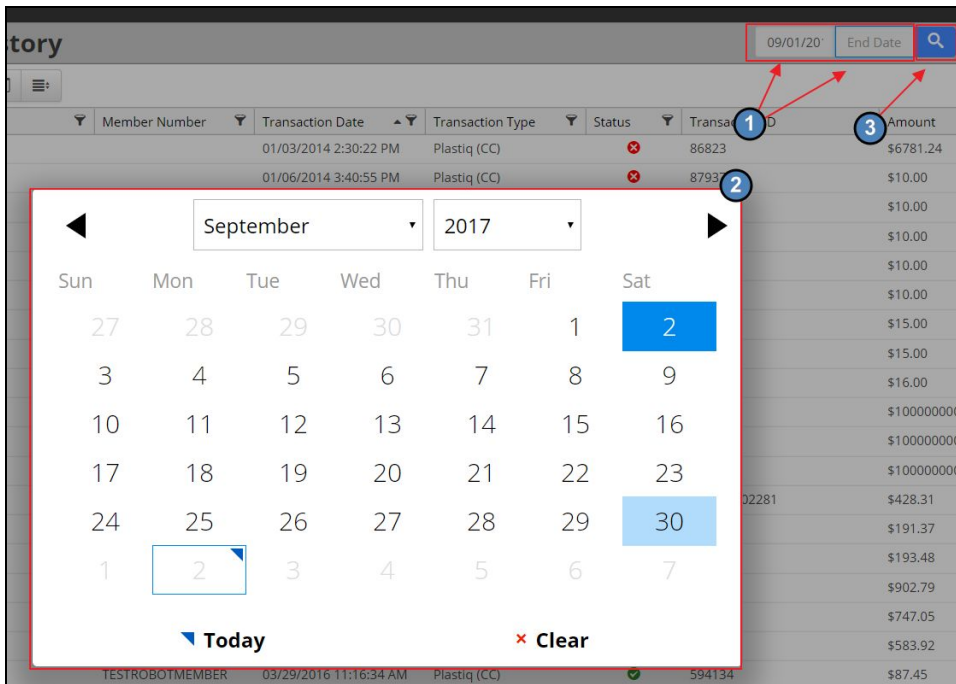 story
09/01/20
End Date
1
3
Member Number
Transaction Date
Transaction Type
Status
Amount
01/03/2014 2:30:22 PM Plastiq (CC) 86823 $6781.24
01/06/2014 3:40:55 PM Plastiq (CC) 8793 $10.00
2
September 2017
Sun Mon Tue Wed Thu Fri Sat
27 28 29 30 31 1 2
3 4 5 6 7 8 9
10 11 12 13 14 15 16
17 18 19 20 21 22 23
24 25 26 27 28 29 30
1 2 3 4 5 6 7
Today
× Clear
$10.00
$10.00
$10.00
$10.00
$15.00
$15.00
$16.00
$100000000
$100000000
$100000000
02281 $428.31
$191.37
$193.48
$902.79
$747.05
$583.92
TESTROBOTMEMBER 03/29/2016 11:16:34 AM Plastiq (CC) 594134 $87.45